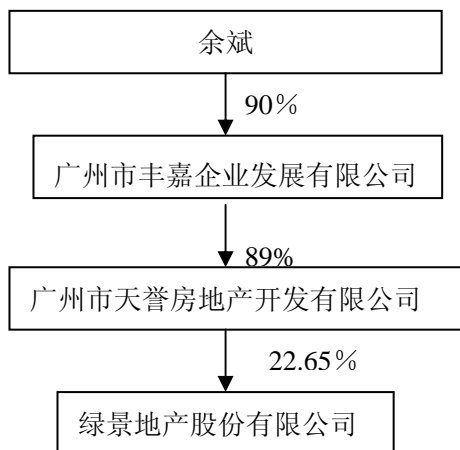 余斌
90％
广州市丰嘉企业发展有限公司
89%
广州市天誉房地产开发有限公司
22.65％
绿景地产股份有限公司